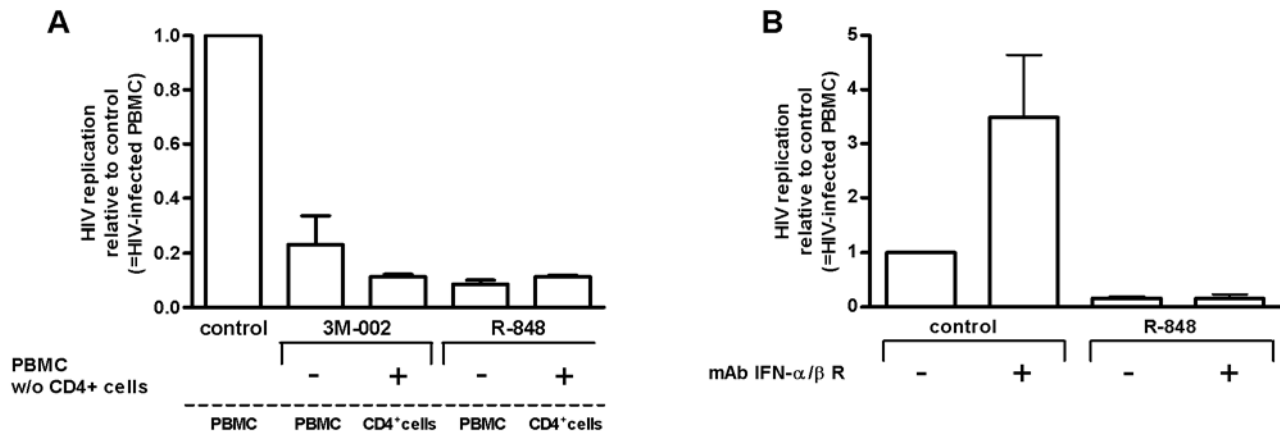 A
HIV replication
relative to control
(=HIV-infected PBMC)
1.0
0.8
0.6
0.4
0.2
0.0
control 3M-002 R-848
PBMC
w/o CD4+ cells - + - +
PBMC PBMC CD4+cells PBMC CD4+cells
B
HIV replication
relative to control
(=HIV-infected PBMC)
5
4
3
2
1
0
control R-848
mAb IFN-α/β R - + - +